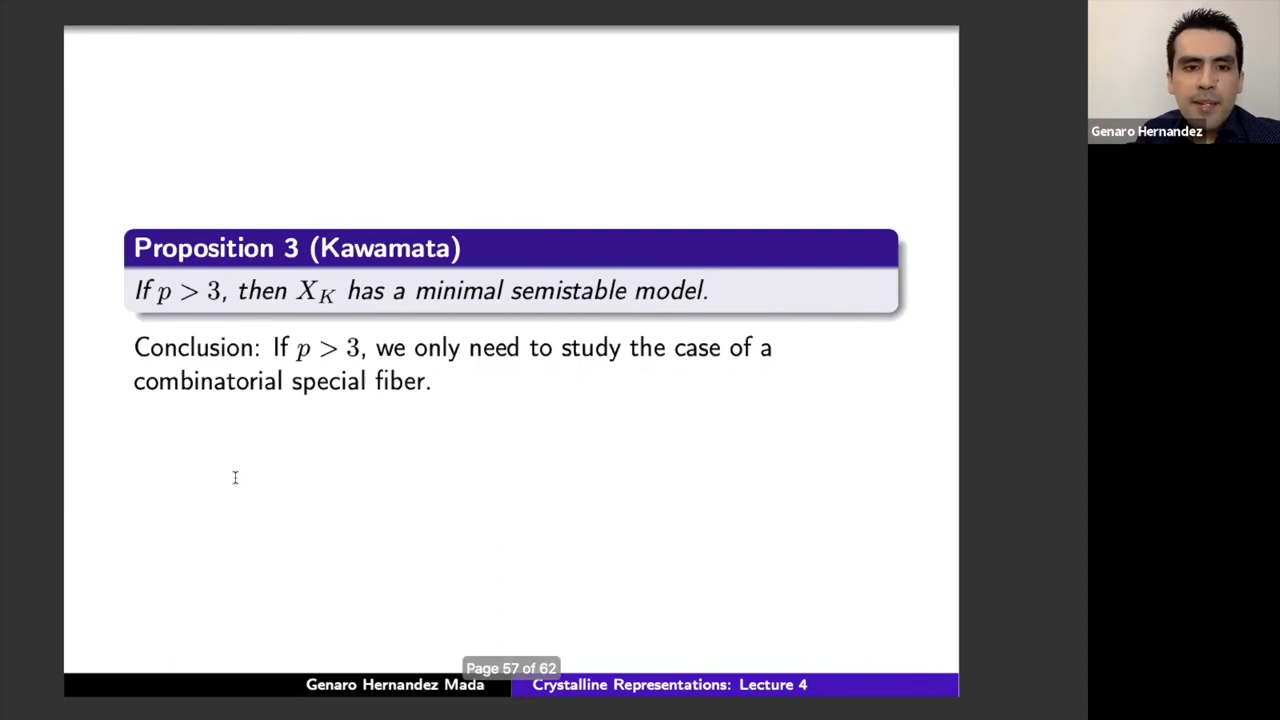 Genaro Hernandez
Proposition 3 (Kawamata)
If p > 3, then X_K has a minimal semistable model.
Conclusion: If p > 3, we only need to study the case of a
combinatorial special fiber.
Page 57 of 62
Genaro Hernandez Mada
Crystalline Representations: Lecture 4